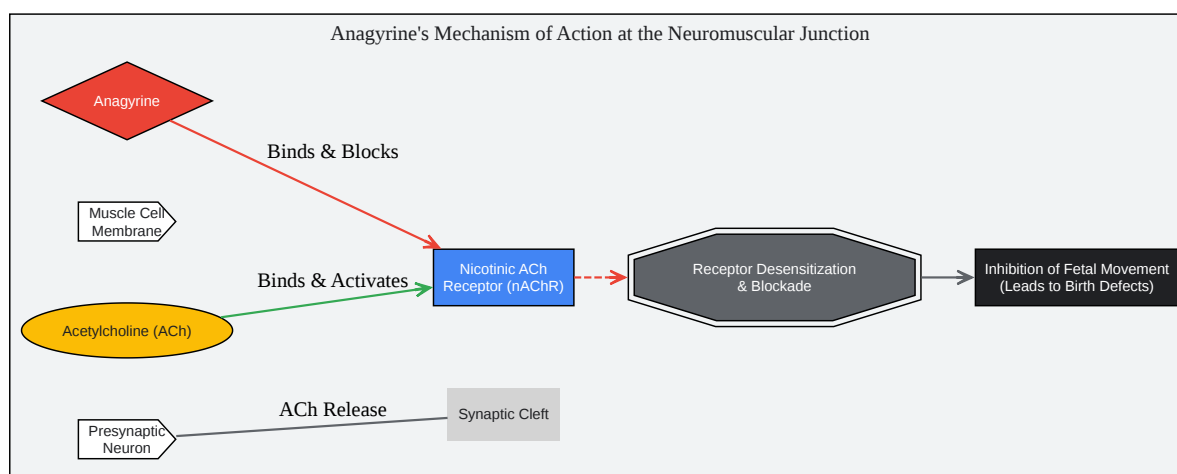 Anagyrine's Mechanism of Action at the Neuromuscular Junction
Anagyrine
Binds & Blocks
Muscle Cell
Membrane
Binds & Activates
Nicotinic ACh
Receptor (nAChR)
Receptor Desensitization
& Blockade
Inhibition of Fetal Movement
(Leads to Birth Defects)
Acetylcholine (ACh)
ACh Release
Synaptic Cleft
Presynaptic
Neuron